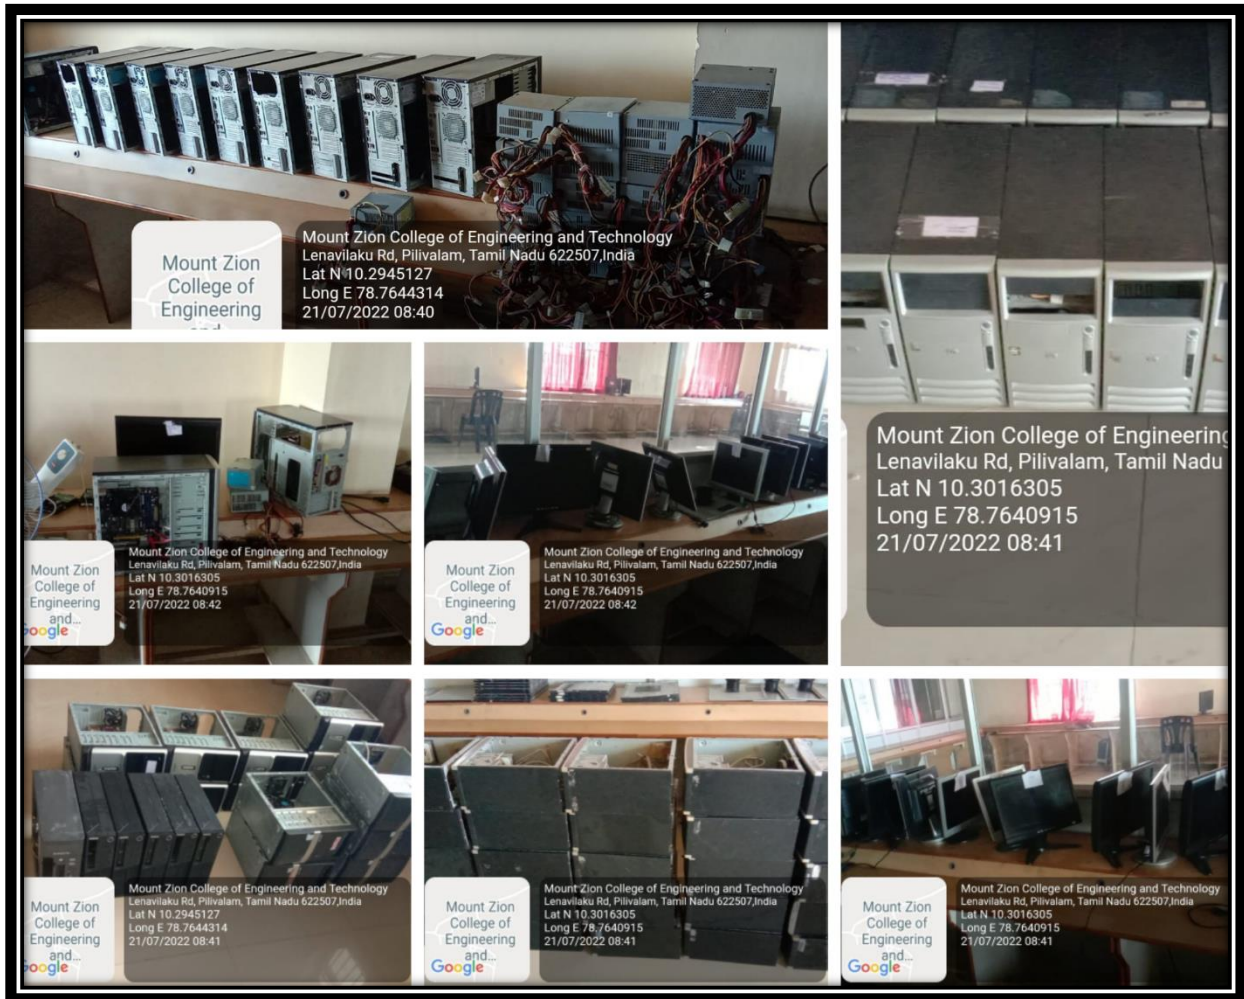 Mount Zion
College of
Engineering
and
Mount Zion College of Engineering and Technology
Lenavilaku Rd, Pilivalam, Tamil Nadu 622507,India
Lat N 10.2945127
Long E 78.7644314
21/07/2022 08:40
Mount Zion College of Engineering
Lenavilaku Rd, Pilivalam, Tamil Nadu
Lat N 10.3016305
Long E 78.7640915
21/07/2022 08:41
Mount Zion
College of
Engineering
and...
Google
Mount Zion College of Engineering and Technology
Lenavilaku Rd, Pilivalam, Tamil Nadu 622507,India
Lat N 10.3016305
Long E 78.7640915
21/07/2022 08:42
Mount Zion
College of
Engineering
and...
Google
Mount Zion College of Engineering and Technology
Lenavilaku Rd, Pilivalam, Tamil Nadu 622507,India
Lat N 10.3016305
Long E 78.7640915
21/07/2022 08:42
Mount Zion
College of
Engineering
and...
Google
Mount Zion College of Engineering and Technology
Lenavilaku Rd, Pilivalam, Tamil Nadu 622507,India
Lat N 10.2945127
Long E 78.7644314
21/07/2022 08:41
Mount Zion
College of
Engineering
and...
Google
Mount Zion College of Engineering and Technology
Lenavilaku Rd, Pilivalam, Tamil Nadu 622507,India
Lat N 10.3016305
Long E 78.7640915
21/07/2022 08:41
Mount Zion
College of
Engineering
and...
Google
Mount Zion College of Engineering and Technology
Lenavilaku Rd, Pilivalam, Tamil Nadu 622507,India
Lat N 10.3016305
Long E 78.7640915
21/07/2022 08:41